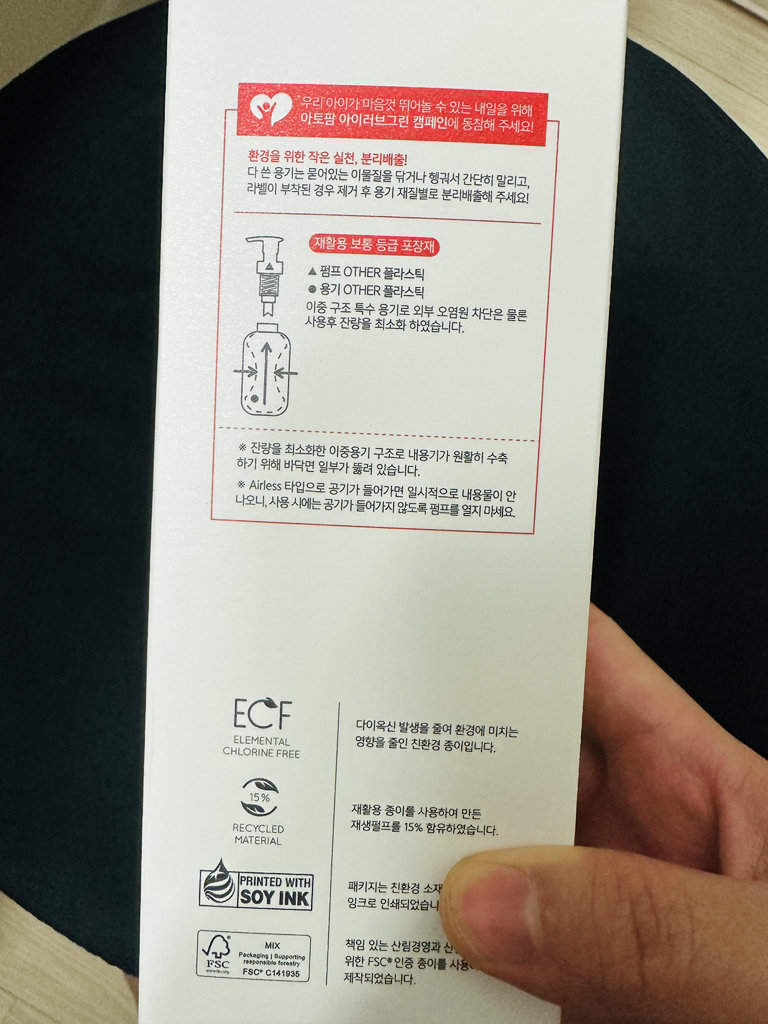 우리 아이가 마음껏 뛰어놀 수 있는 내일을 위해
아토팜 아이러브그린 캠페인에 동참해 주세요!
환경을 위한 작은 실천, 분리배출!
다 쓴 용기는 묻어있는 이물질을 닦거나 헹궈서 간단히 말리고,
라벨이 부착된 경우 제거 후 용기 재질별로 분리배출해 주세요!
재활용 보통 등급 포장재
▲ 펌프 OTHER 플라스틱
● 용기 OTHER 플라스틱
이중 구조 특수 용기로 외부 오염원 차단은 물론
사용후 잔량을 최소화 하였습니다.
※ 잔량을 최소화한 이중용기 구조로 내용기가 원활히 수축
하기 위해 바닥면 일부가 뚫려 있습니다.
※ Airless 타입으로 공기가 들어가면 일시적으로 내용물이 안
나오니, 사용 시에는 공기가 들어가지 않도록 펌프를 열지 마세요.
ECF
ELEMENTAL
CHLORINE FREE
다이옥신 발생을 줄여 환경에 미치는
영향을 줄인 친환경 종이입니다.
15%
RECYCLED
MATERIAL
재활용 종이를 사용하여 만든
재생펄프를 15% 함유하였습니다.
PRINTED WITH
SOY INK
패키지는 친환경 소재
잉크로 인쇄되었습니
FSC
www.fsc.org
MIX
Packaging | Supporting
responsible forestry
FSC® C141935
책임 있는 산림경영과
위한 FSC® 인증 종이를
제작되었습니다.